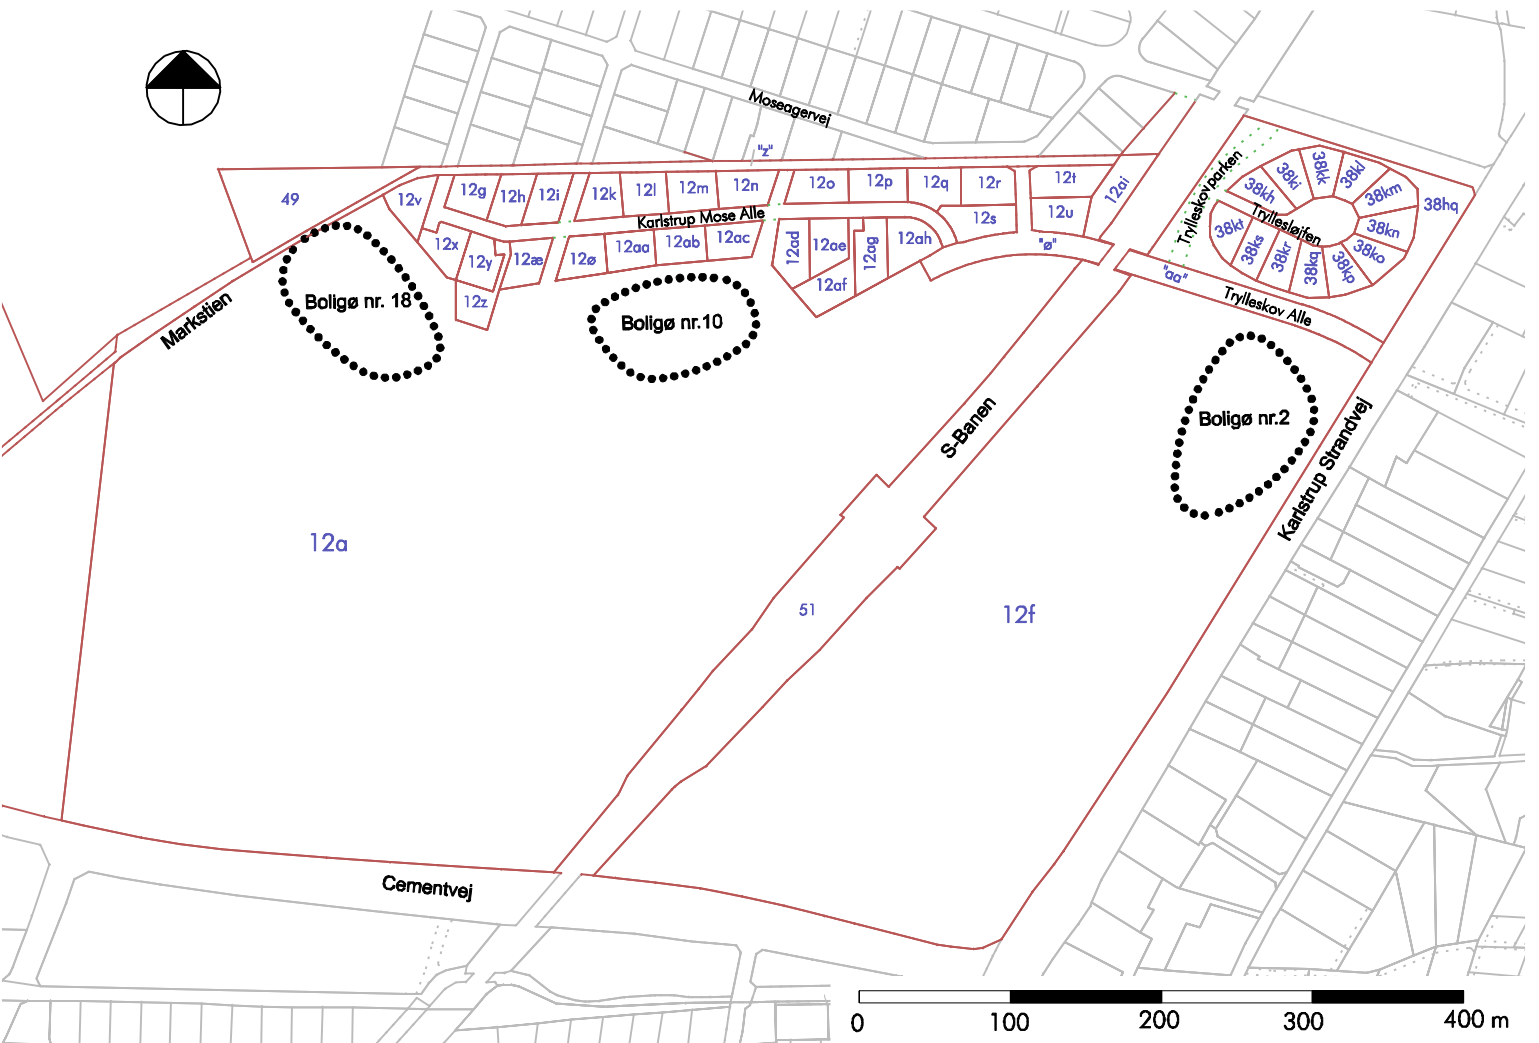 Moseagervej
"z"
49
12v
12g
12h
12i
12k
12l
12m
12n
12o
12p
12q
12r
12t
12ai
Trylleskovparken
38kh
38ki
38kk
38kl
38km
38hq
Karlstrup Mose Alle
12s
12u
Tryllesløjfen
38kn
12x
12y
12æ
12ø
12aa
12ab
12ac
12ad
12ae
12ag
12ah
"ø"
38kt
38ks
38kr
38kq
38kp
38ko
12z
12af
"aa"
Trylleskov Alle
Markstien
Boligø nr. 18
Boligø nr.10
Boligø nr.2
S-Banen
Karlstrup Strandvej
12a
51
12f
Cementvej
0 100 200 300 400 m